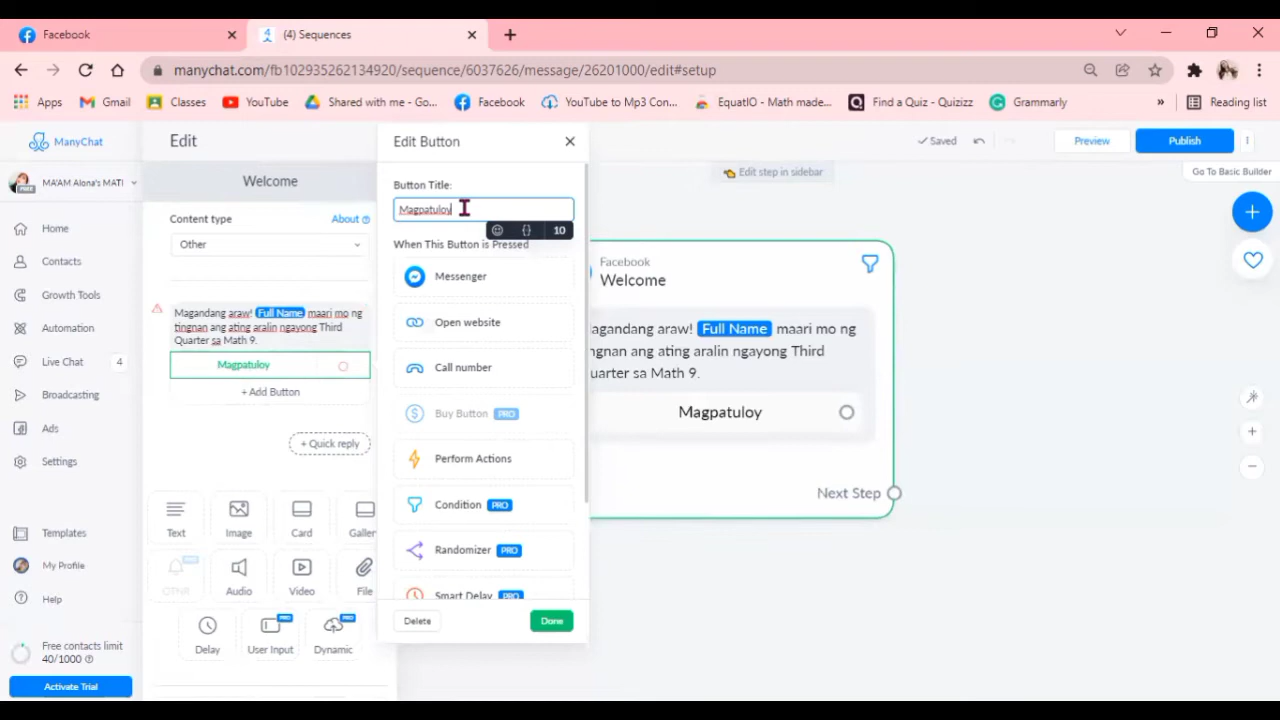 Facebook
(4) Sequences
manychat.com/fb102935262134920/sequence/6037626/message/26201000/edit#setup
Apps
Gmail
Classes
YouTube
Shared with me - Go...
Facebook
YouTube to Mp3 Con...
EquatIO - Math made...
Find a Quiz - Quizizz
Grammarly
»
Reading list
ManyChat
Edit
Edit Button
Saved
Preview
Publish
MA'AM Alona's MATI
FREE
Welcome
Edit step in sidebar
Go To Basic Builder
Home
Contacts
Growth Tools
Automation
Live Chat 4
Broadcasting
Ads
Settings
Templates
My Profile
Help
Free contacts limit
40/1000
Activate Trial
Content type
About
Other
Magandang araw! Full Name maari mo ng
tingnan ang ating aralin ngayong Third
Quarter sa Math 9.
Magpatuloy
+ Add Button
+ Quick reply
Text
Image
Card
Galler
OTNR PRO
Audio
Video
File
Delay
User Input PRO
Dynamic PRO
Button Title:
Magpatuloy
{} 10
When This Button is Pressed
Messenger
Open website
Call number
Buy Button PRO
Perform Actions
Condition PRO
Randomizer PRO
Smart Delay PRO
Delete
Done
Facebook
Welcome
agandang araw! Full Name maari mo ng
ngnan ang ating aralin ngayong Third
uarter sa Math 9.
Magpatuloy
Next Step